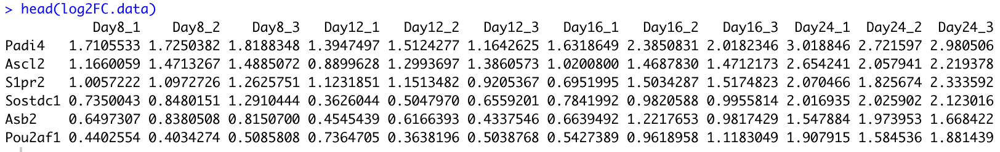 > head(log2FC.data)
Day8_1 Day8_2 Day8_3 Day12_1 Day12_2 Day12_3 Day16_1 Day16_2 Day16_3 Day24_1 Day24_2 Day24_3
Padi4 1.7105533 1.7250382 1.8188348 1.3947497 1.5124277 1.1642625 1.6318649 2.3850831 2.0182346 3.018846 2.721597 2.980506
Ascl2 1.1660059 1.4713267 1.4885072 0.8899628 1.2993697 1.3860573 1.0200800 1.4687830 1.4712173 2.654241 2.057941 2.219378
S1pr2 1.0057222 1.0972726 1.2625751 1.1231851 1.1513482 0.9205367 0.6951995 1.5034287 1.5174823 2.070466 1.825674 2.333592
Sostdc1 0.7350043 0.8480151 1.2910444 0.3626044 0.5047970 0.6559201 0.7841992 0.9820588 0.9955814 2.016935 2.025902 2.123016
Asb2 0.6497307 0.8380508 0.8150700 0.4545439 0.6166393 0.4337546 0.6639492 1.2217653 0.9817429 1.547884 1.973953 1.668422
Pou2af1 0.4402554 0.4034274 0.5085808 0.7364705 0.3638196 0.5038768 0.5427389 0.9618958 1.1183049 1.907915 1.584536 1.881439